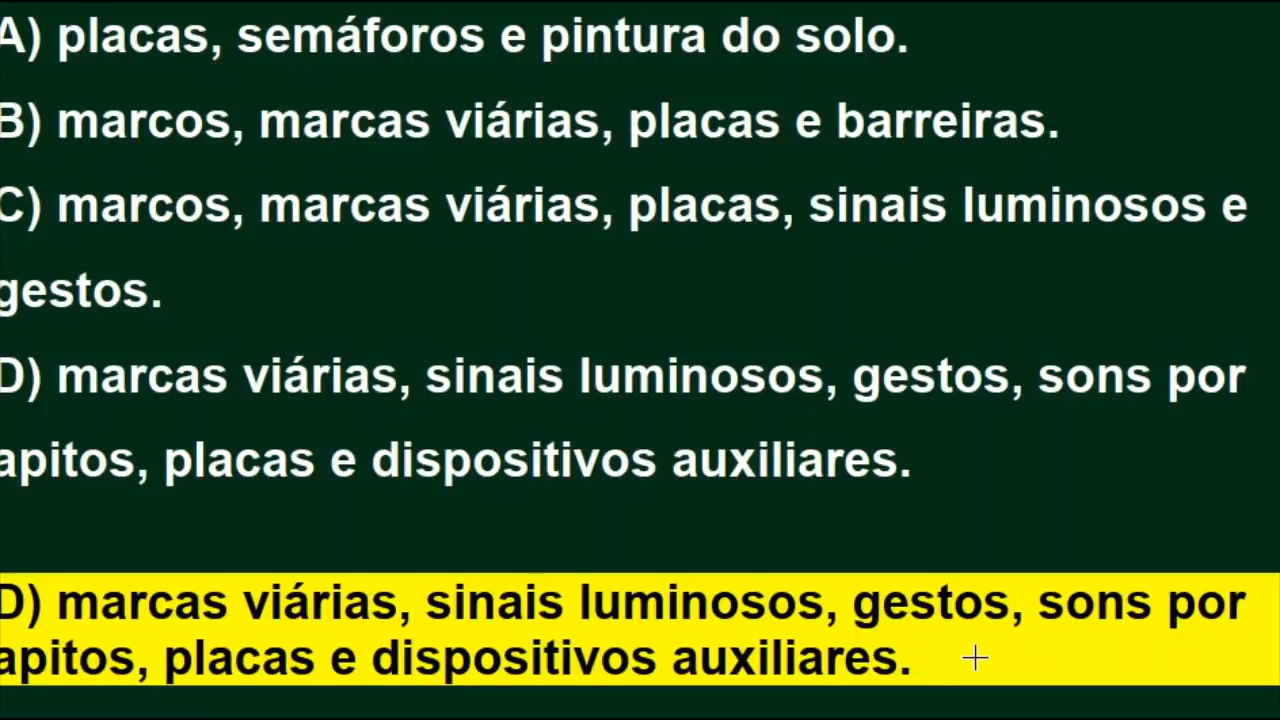 A) placas, semáforos e pintura do solo.
B) marcos, marcas viárias, placas e barreiras.
C) marcos, marcas viárias, placas, sinais luminosos e
gestos.
D) marcas viárias, sinais luminosos, gestos, sons por
apitos, placas e dispositivos auxiliares.
D) marcas viárias, sinais luminosos, gestos, sons por
apitos, placas e dispositivos auxiliares.